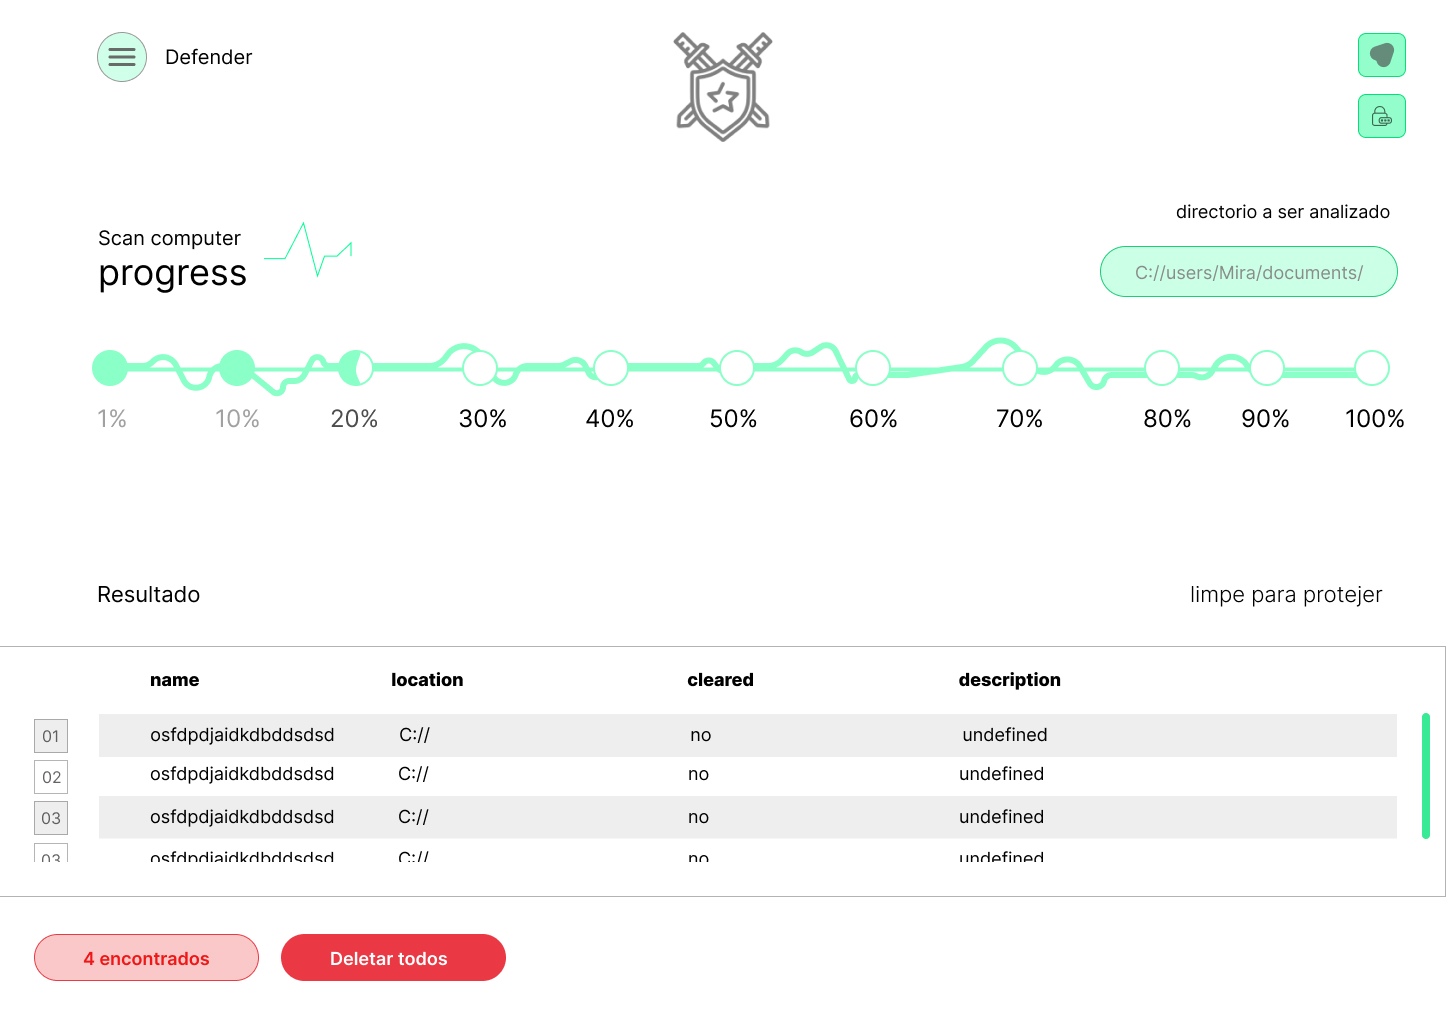 Defender
directorio a ser analizado
Scan computer
progress
C://users/Mira/documents/
1% 10% 20% 30% 40% 50% 60% 70% 80% 90% 100%
Resultado
limpe para protejer
name location cleared description
01 osfdpdjaidkdbddsdsd C:// no undefined
02 osfdpdjaidkdbddsdsd C:// no undefined
03 osfdpdjaidkdbddsdsd C:// no undefined
03 osfdpdjaidkdbddsdsd C:// no undefined
4 encontrados
Deletar todos